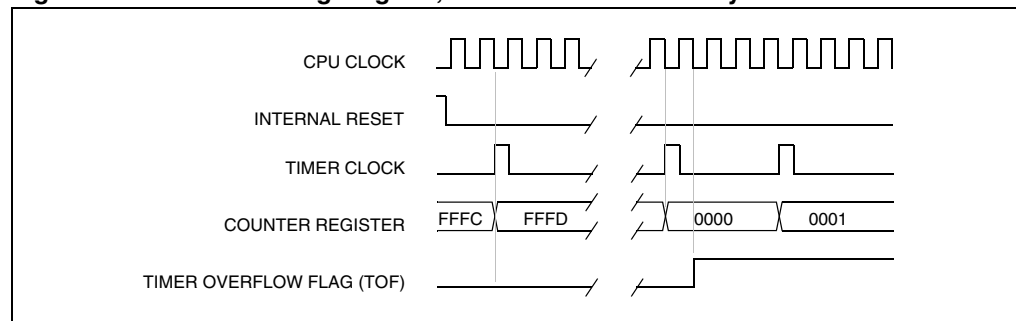 CPU CLOCK
INTERNAL RESET
TIMER CLOCK
COUNTER REGISTER FFFC FFFD 0000 0001
TIMER OVERFLOW FLAG (TOF)